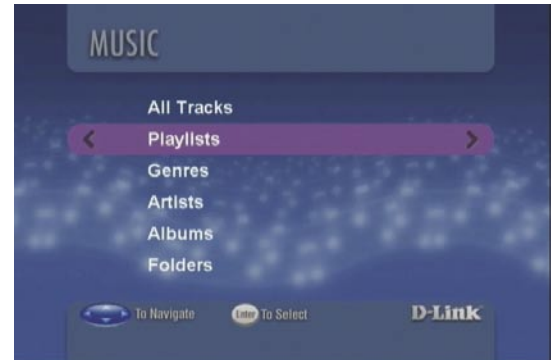 MUSIC
All Tracks
Playlists
Genres
Artists
Albums
Folders
To Navigate Enter To Select D-Link